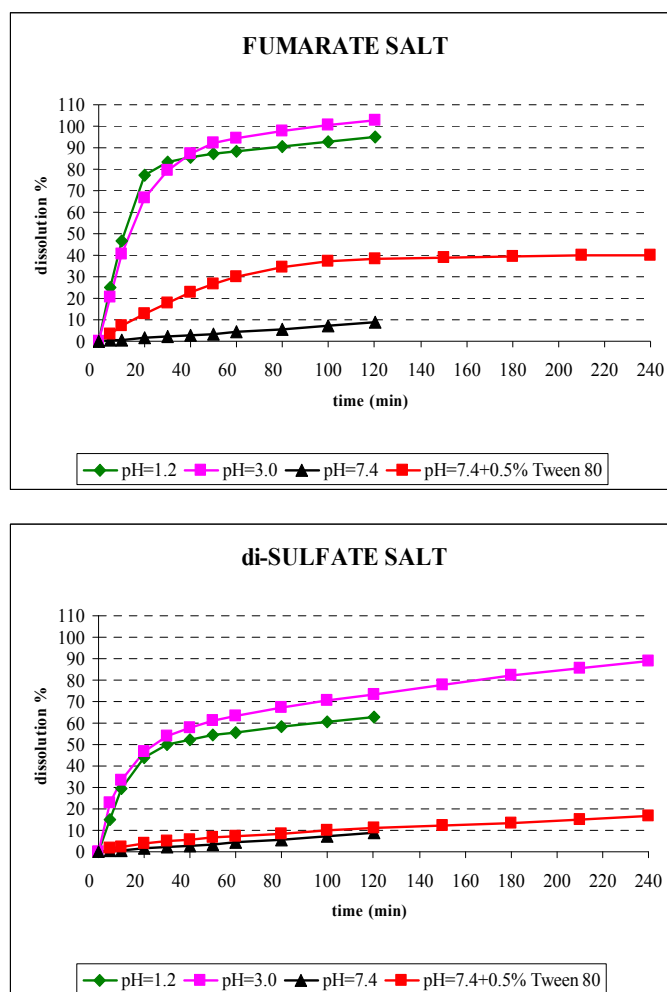 FUMARATE SALT
110
100
90
80
70
60
50
40
30
20
10
0
dissolution %
0 20 40 60 80 100 120 140 160 180 200 220 240
time (min)
pH=1.2 pH=3.0 pH=7.4 pH=7.4+0.5% Tween 80
di-SULFATE SALT
110
100
90
80
70
60
50
40
30
20
10
0
dissolution %
0 20 40 60 80 100 120 140 160 180 200 220 240
time (min)
pH=1.2 pH=3.0 pH=7.4 pH=7.4+0.5% Tween 80